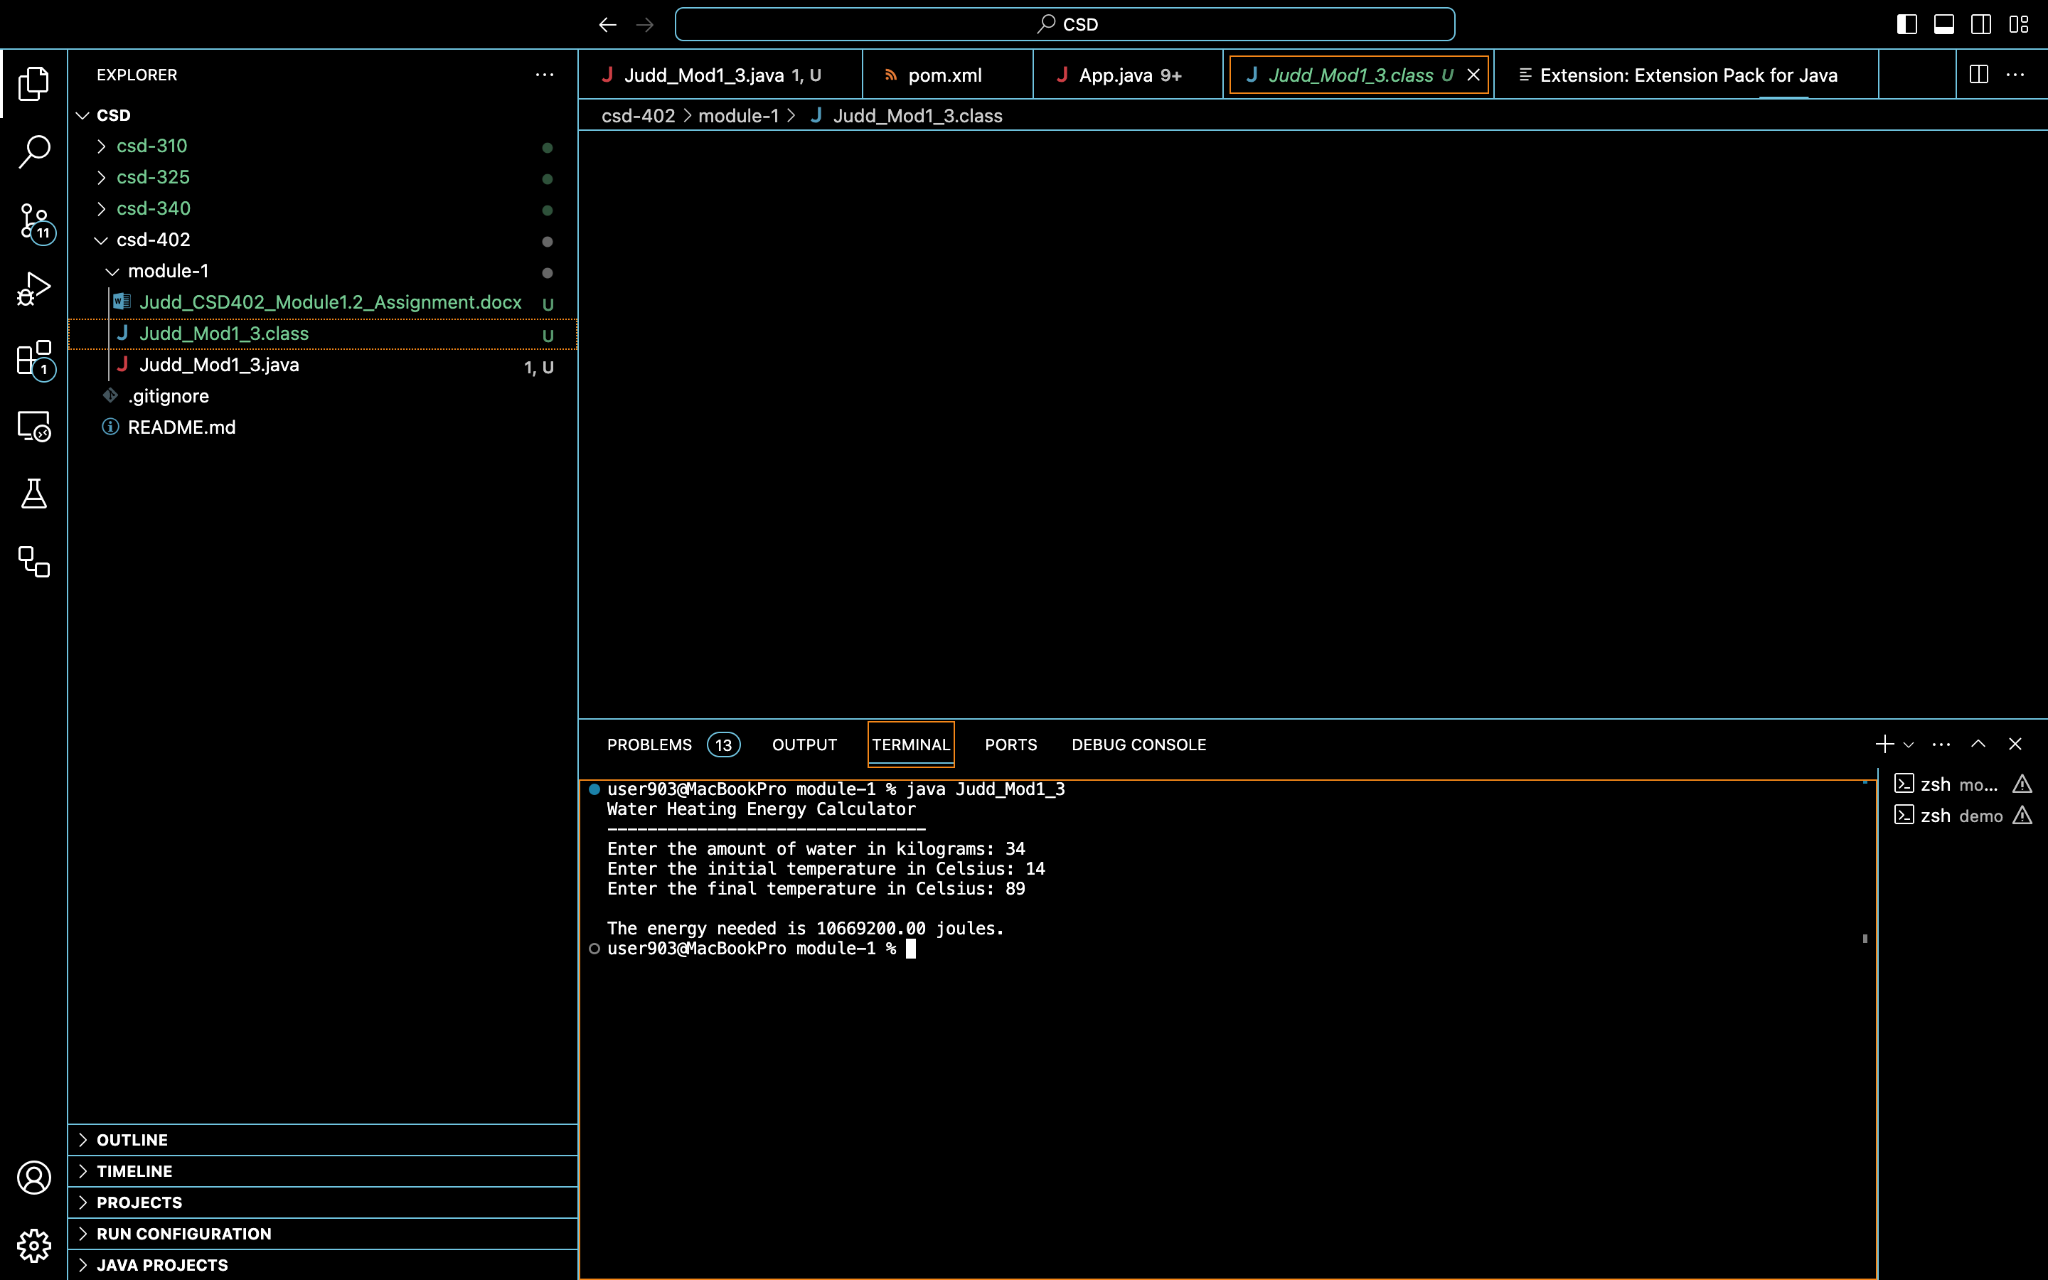 CSD
EXPLORER
CSD
csd-310
csd-325
csd-340
csd-402
module-1
Judd_CSD402_Module1.2_Assignment.docx U
Judd_Mod1_3.class U
Judd_Mod1_3.java 1, U
.gitignore
README.md
11
1
OUTLINE
TIMELINE
PROJECTS
RUN CONFIGURATION
JAVA PROJECTS
Judd_Mod1_3.java 1, U
pom.xml
App.java 9+
Judd_Mod1_3.class U
Extension: Extension Pack for Java
csd-402 > module-1 > Judd_Mod1_3.class
PROBLEMS 13 OUTPUT TERMINAL PORTS DEBUG CONSOLE
user903@MacBookPro module-1 % java Judd_Mod1_3
Water Heating Energy Calculator
--------------------------------
Enter the amount of water in kilograms: 34
Enter the initial temperature in Celsius: 14
Enter the final temperature in Celsius: 89
The energy needed is 10669200.00 joules.
user903@MacBookPro module-1 %
zsh mo...
zsh demo